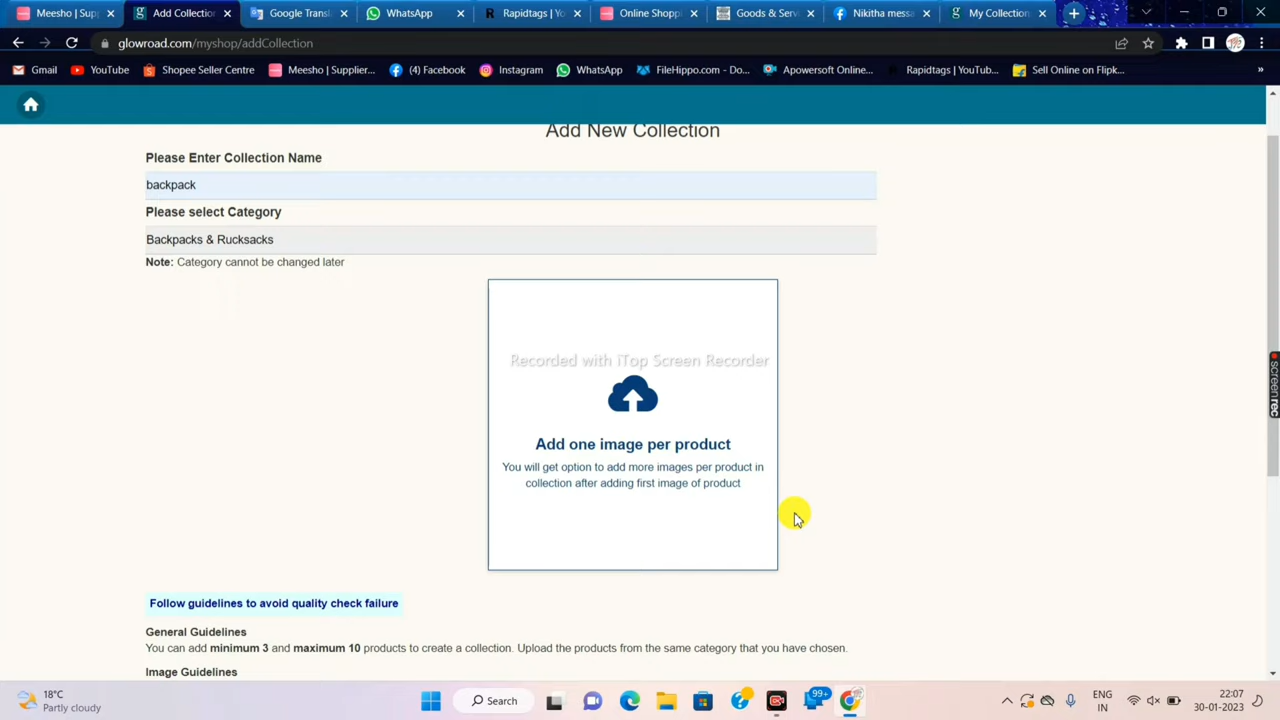 Meesho | Sup
Add Collection
Google Transl
WhatsApp
Rapidtags | Yo
Online Shoppi
Goods & Servi
Nikitha messa
My Collection
glowroad.com/myshop/addCollection
Gmail
YouTube
Shopee Seller Centre
Meesho | Supplier...
(4) Facebook
Instagram
WhatsApp
FileHippo.com - Do...
Apowersoft Online...
Rapidtags | YouTub...
Sell Online on Flipk...
»
Add New Collection
Please Enter Collection Name
backpack
Please select Category
Backpacks & Rucksacks
Note: Category cannot be changed later
Recorded with iTop Screen Recorder
Add one image per product
You will get option to add more images per product in
collection after adding first image of product
screenrec
Follow guidelines to avoid quality check failure
General Guidelines
You can add minimum 3 and maximum 10 products to create a collection. Upload the products from the same category that you have chosen.
Image Guidelines
18°C
Partly cloudy
Search
99+
ENG
IN
22:07
30-01-2023